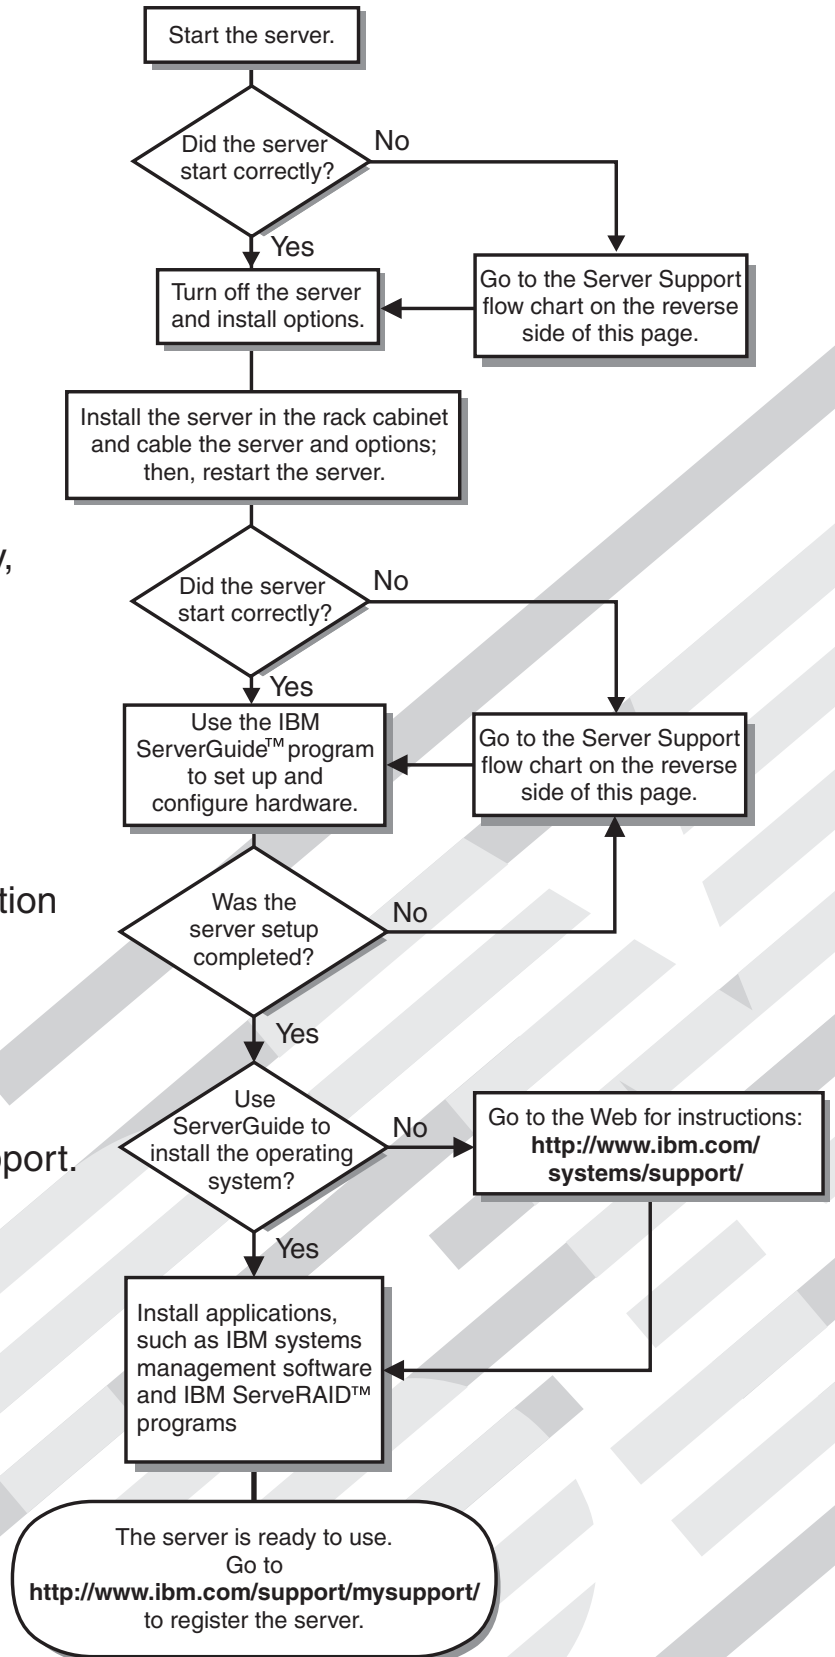 Start the server.
Did the server
start correctly?
No
Yes
Turn off the server
and install options.
Go to the Server Support
flow chart on the reverse
side of this page.
Install the server in the rack cabinet
and cable the server and options;
then, restart the server.
y,
Did the server
start correctly?
No
Yes
Use the IBM
ServerGuide™ program
to set up and
configure hardware.
Go to the Server Support
flow chart on the reverse
side of this page.
tion
Was the
server setup
completed?
No
Yes
Use
ServerGuide to
install the operating
system?
No
Go to the Web for instructions:
http://www.ibm.com/
systems/support/
port.
Yes
Install applications,
such as IBM systems
management software
and IBM ServeRAID™
programs
The server is ready to use.
Go to
http://www.ibm.com/support/mysupport/
to register the server.